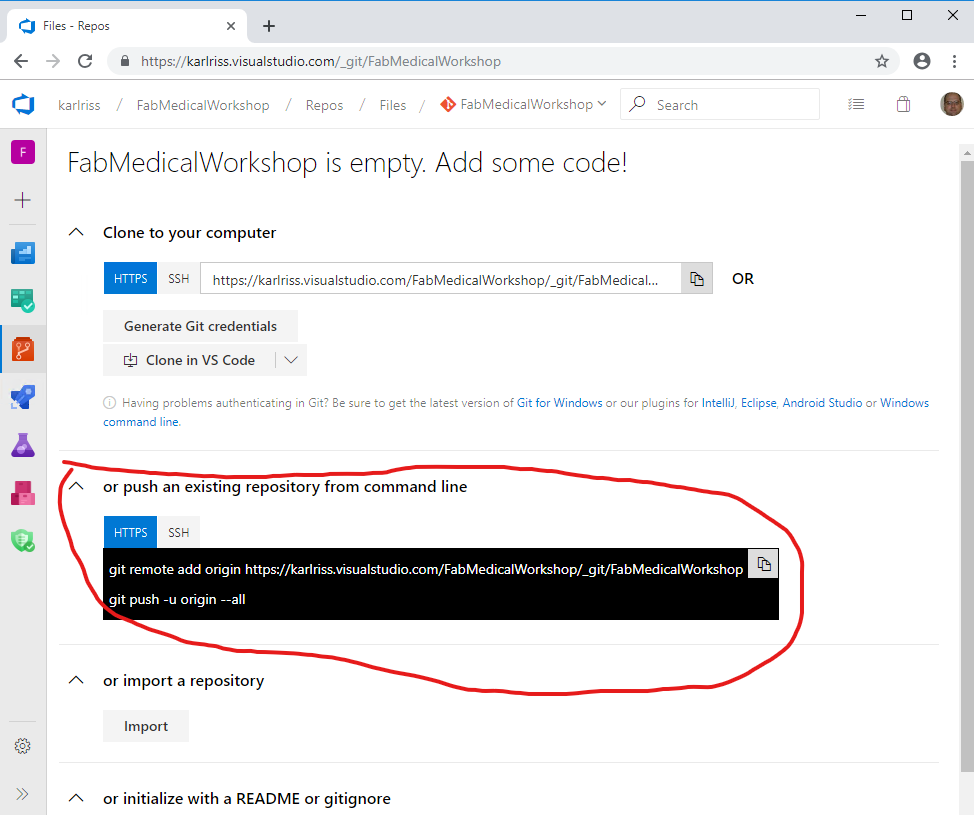 Files - Repos
https://karlriss.visualstudio.com/_git/FabMedicalWorkshop
karlriss / FabMedicalWorkshop / Repos / Files / FabMedicalWorkshop Search
F
FabMedicalWorkshop is empty. Add some code!
Clone to your computer
HTTPS SSH https://karlriss.visualstudio.com/FabMedicalWorkshop/_git/FabMedical... OR
Generate Git credentials
Clone in VS Code
Having problems authenticating in Git? Be sure to get the latest version of Git for Windows or our plugins for IntelliJ, Eclipse, Android Studio or Windows
command line.
or push an existing repository from command line
HTTPS SSH
git remote add origin https://karlriss.visualstudio.com/FabMedicalWorkshop/_git/FabMedicalWorkshop
git push -u origin --all
or import a repository
Import
or initialize with a README or gitignore